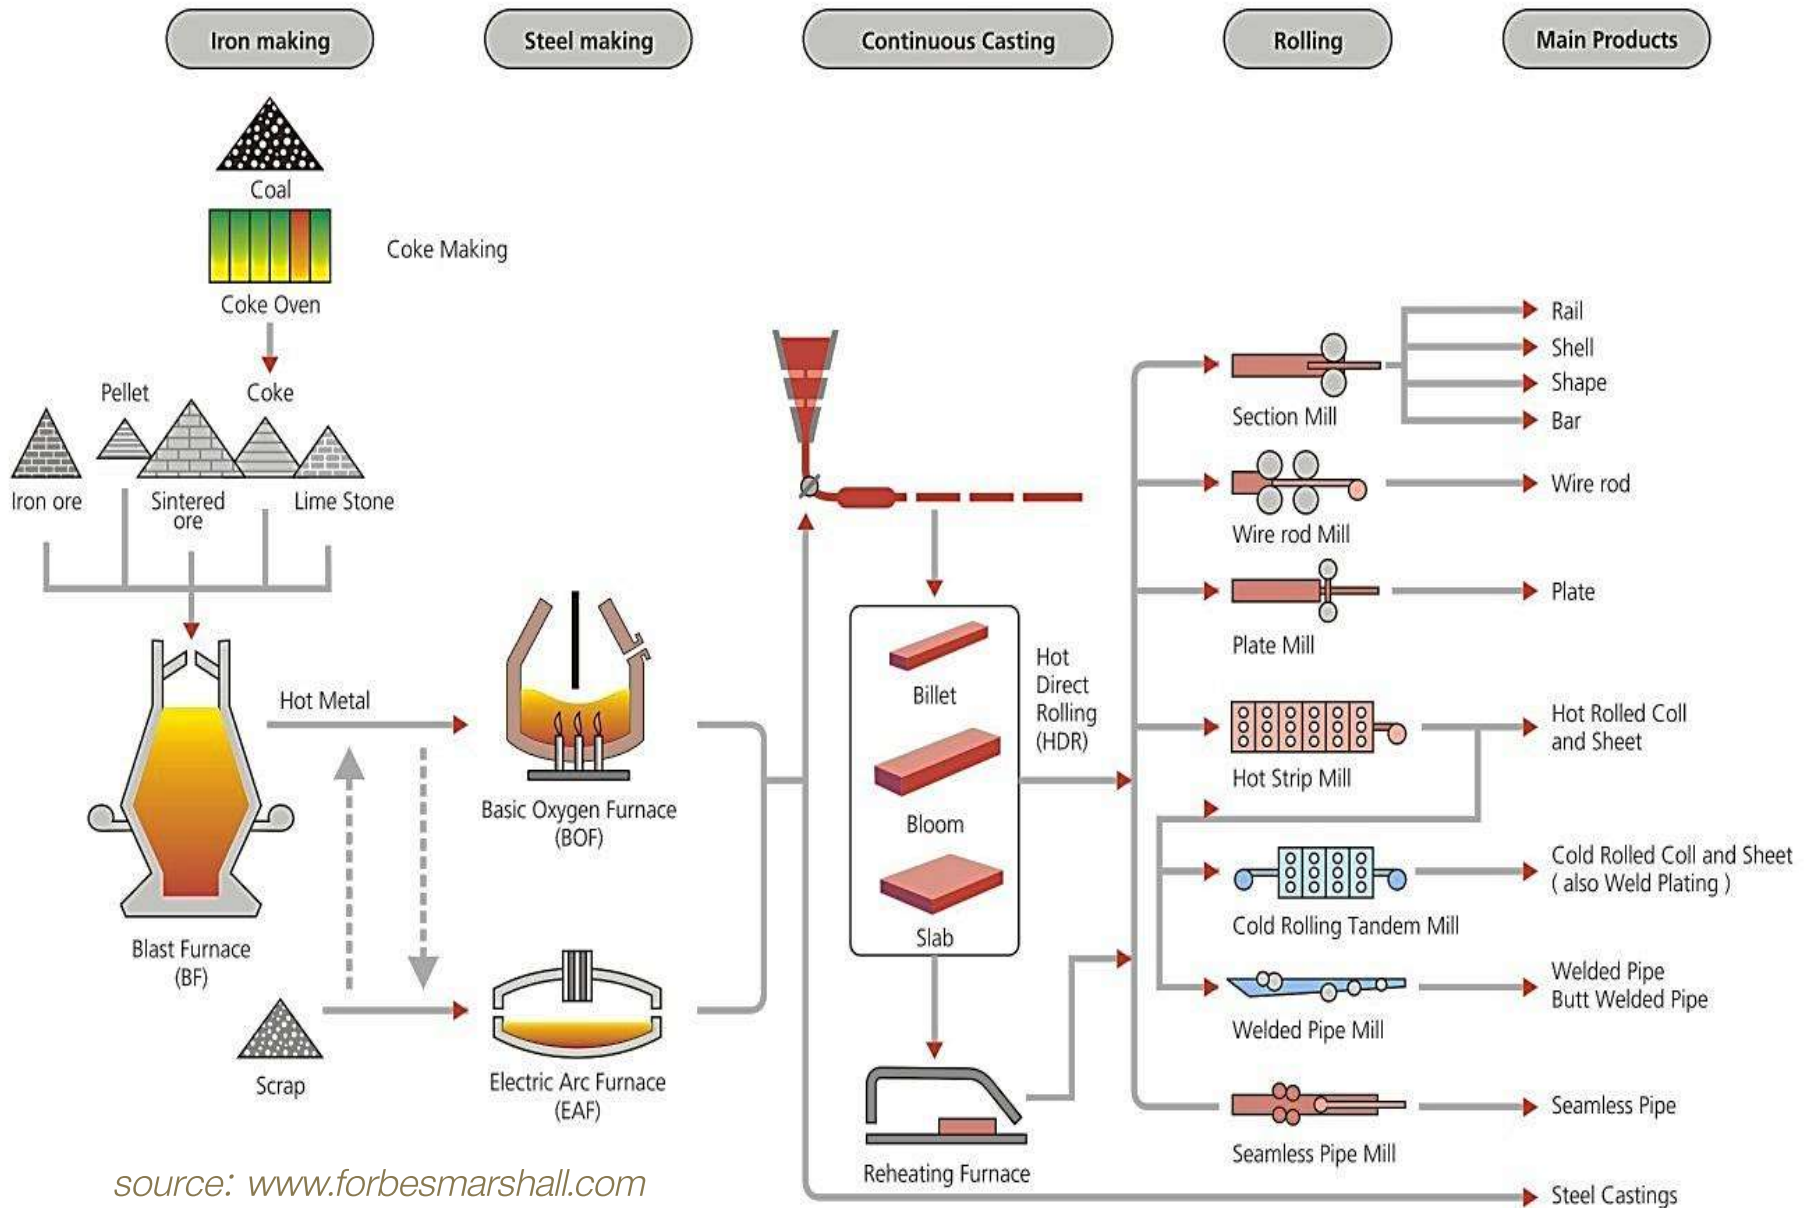 Iron making
Steel making
Continuous Casting
Rolling
Main Products
Coal
Coke Making
Coke Oven
Pellet
Coke
Iron ore
Sintered
ore
Lime Stone
Hot Metal
Blast Furnace
(BF)
Scrap
Basic Oxygen Furnace
(BOF)
Electric Arc Furnace
(EAF)
Billet
Bloom
Slab
Hot
Direct
Rolling
(HDR)
Reheating Furnace
Section Mill
Wire rod Mill
Plate Mill
Hot Strip Mill
Cold Rolling Tandem Mill
Welded Pipe Mill
Seamless Pipe Mill
Rail
Shell
Shape
Bar
Wire rod
Plate
Hot Rolled Coll
and Sheet
Cold Rolled Coll and Sheet
( also Weld Plating )
Welded Pipe
Butt Welded Pipe
Seamless Pipe
Steel Castings
source: www.forbesmarshall.com